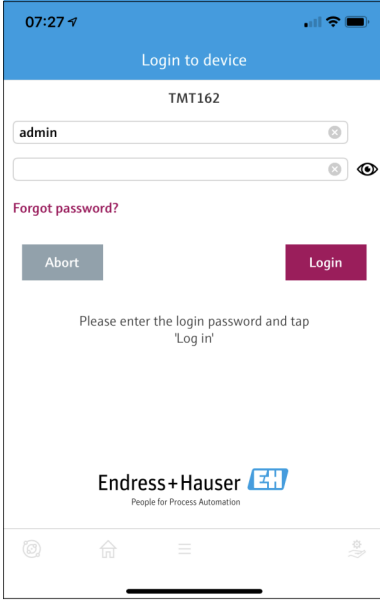 07:27
Login to device
TMT162
admin
Forgot password?
Abort
Login
Please enter the login password and tap
'Log in'
Endress+Hauser EH
People for Process Automation